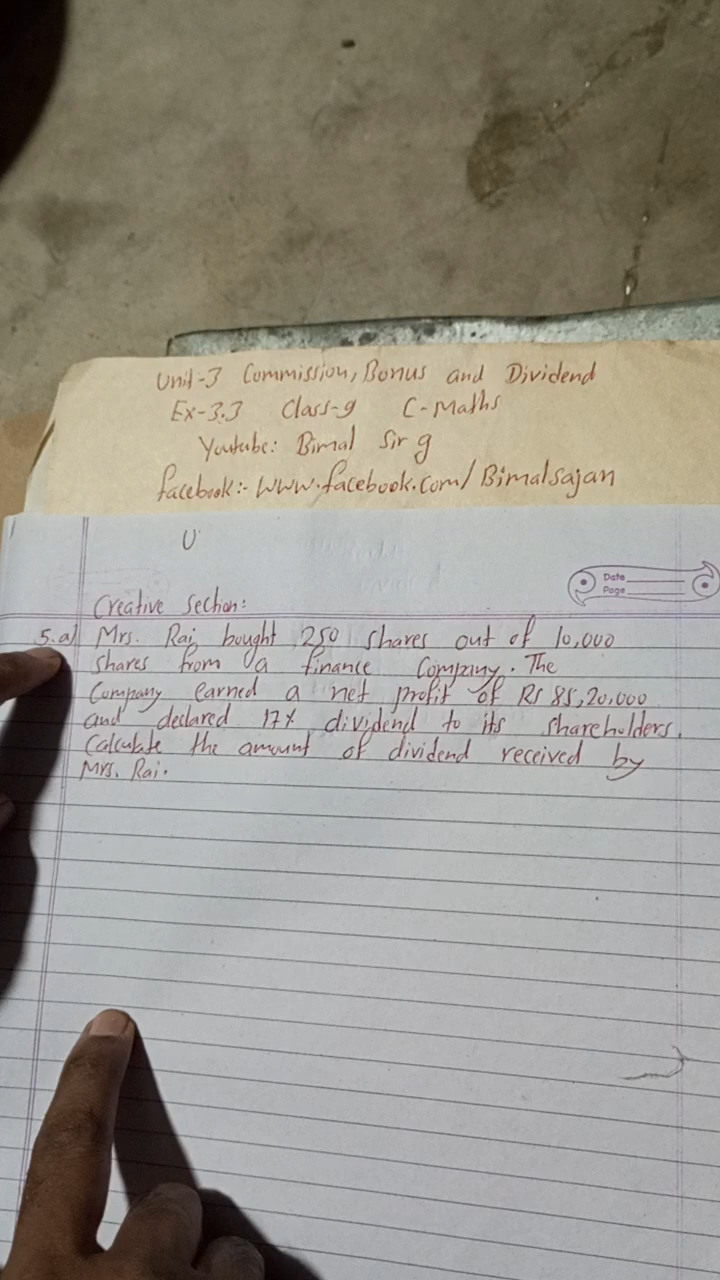 Unit-3 Commission, Bonus and Dividend
Ex-3.3 Class-9 C-Maths
Youtube: Bimal Sir g
facebook:- www.facebook.com/Bimalsajan
U
Date
Page
Creative Section:
5.a) Mrs. Rai bought 250 shares out of 10,000
shares from a finance Company. The
Company earned a net profit of RS 85,20,000
and declared 17% dividend to its shareholders.
Calculate the amount of dividend received by
Mrs. Rai.